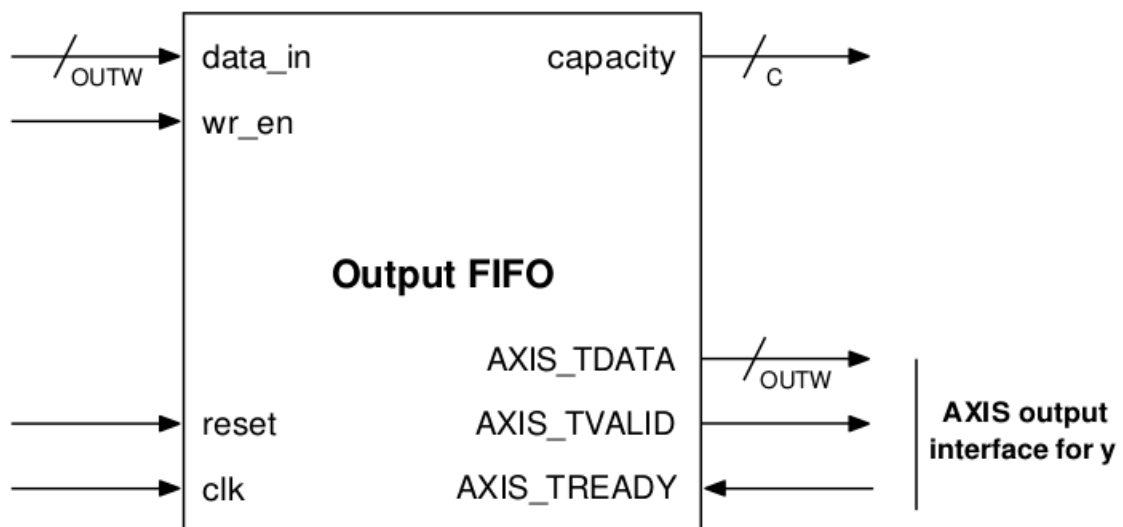 data_in
capacity
OUTW
C
wr_en
Output FIFO
AXIS_TDATA
OUTW
reset
AXIS_TVALID
AXIS output
interface for y
clk
AXIS_TREADY